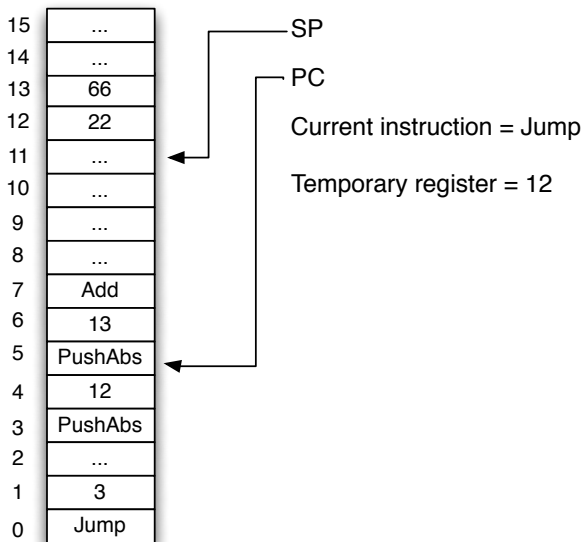 15 ... SP
14 ...
13 66 PC
12 22 Current instruction = Jump
11 ...
10 ... Temporary register = 12
9 ...
8 ...
7 Add
6 13
5 PushAbs
4 12
3 PushAbs
2 ...
1 3
0 Jump